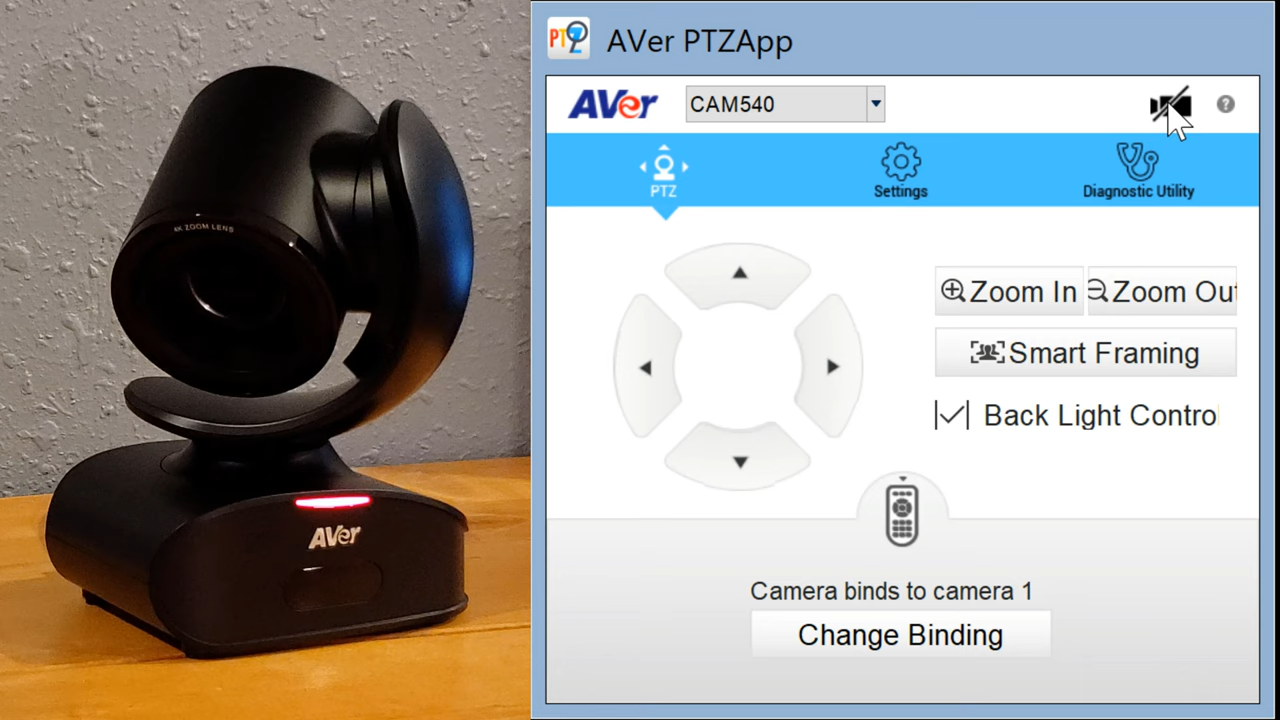 4K ZOOM LENS
AVer
PTZ
AVer PTZApp
AVer
CAM540
?
PTZ
Settings
Diagnostic Utility
Zoom In
Zoom Out
Smart Framing
Back Light Control
Camera binds to camera 1
Change Binding